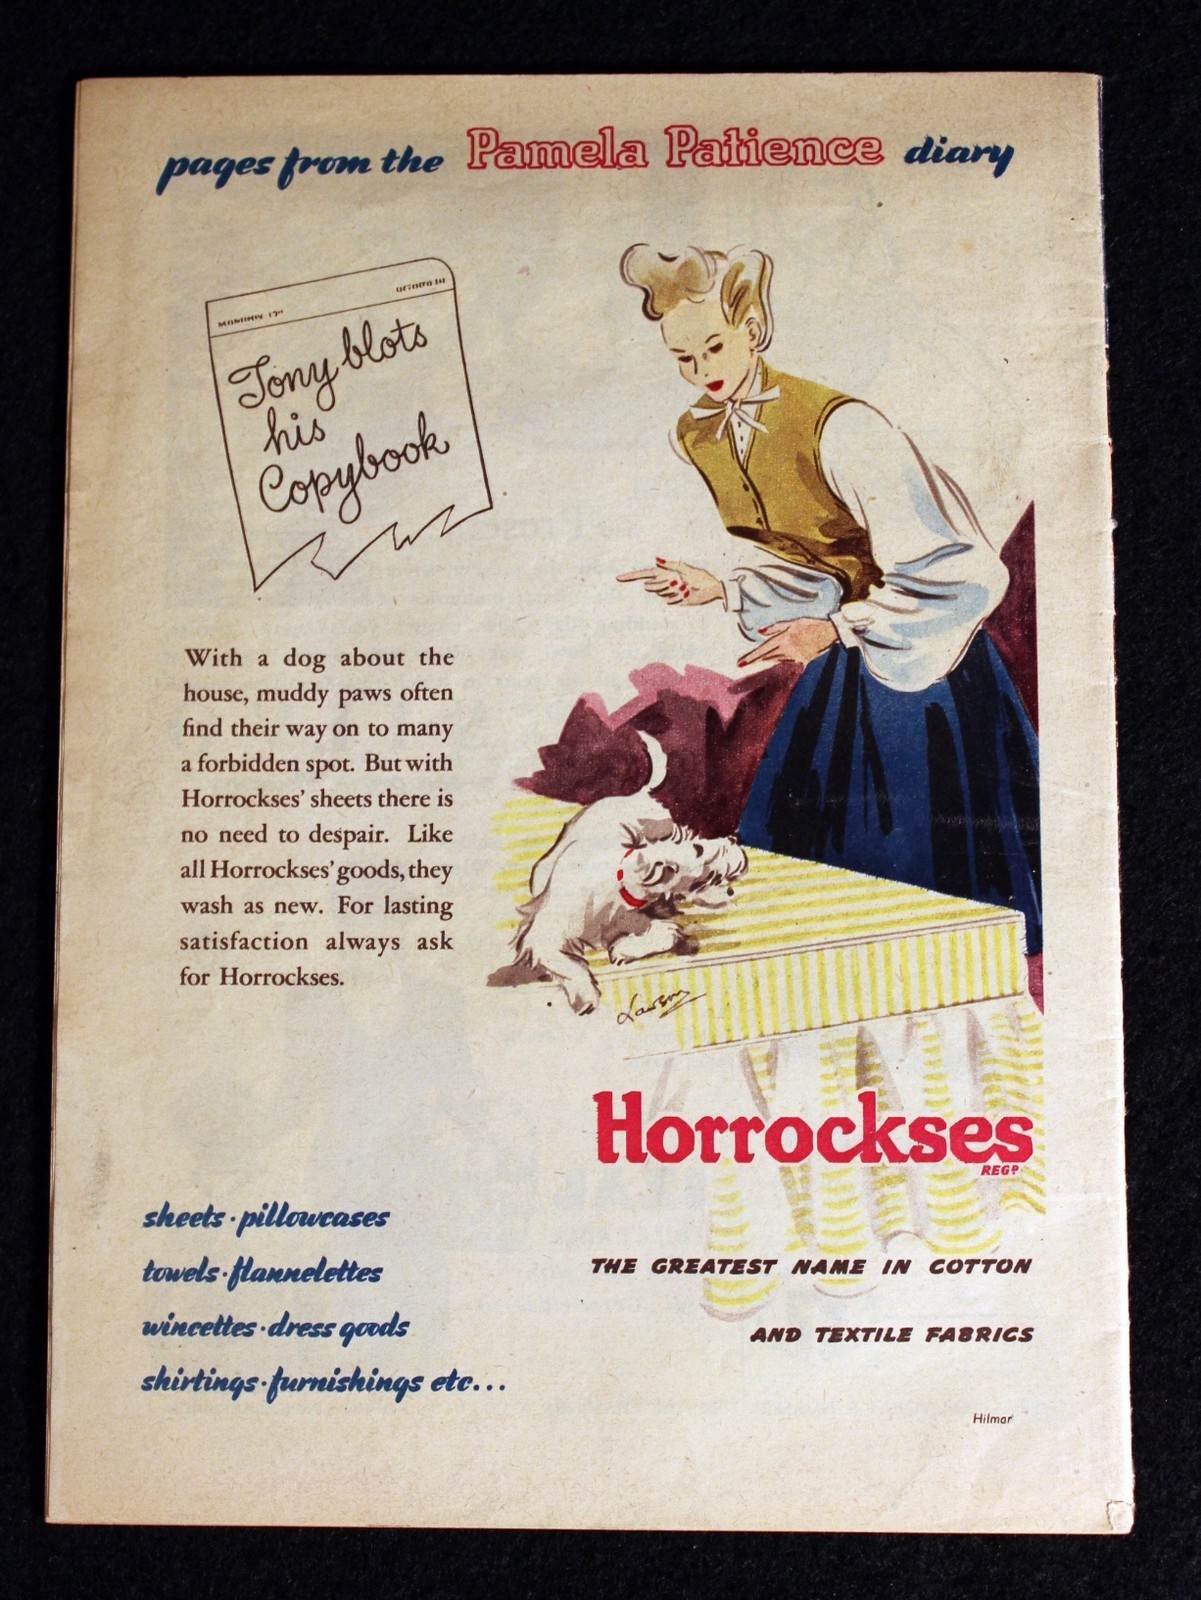 pages from the Pamela Patience diary
OCTOBER
Tony blots
his
Copybook
With a dog about the
house, muddy paws often
find their way on to many
a forbidden spot. But with
Horrockses' sheets there is
no need to despair. Like
all Horrockses' goods, they
wash as new. For lasting
satisfaction always ask
for Horrockses.
Lawson
Horrockses
REGD
sheets · pillowcases
towels · flannelettes
wincettes · dress goods
shirtings · furnishings etc...
THE GREATEST NAME IN COTTON
AND TEXTILE FABRICS
Hilmar